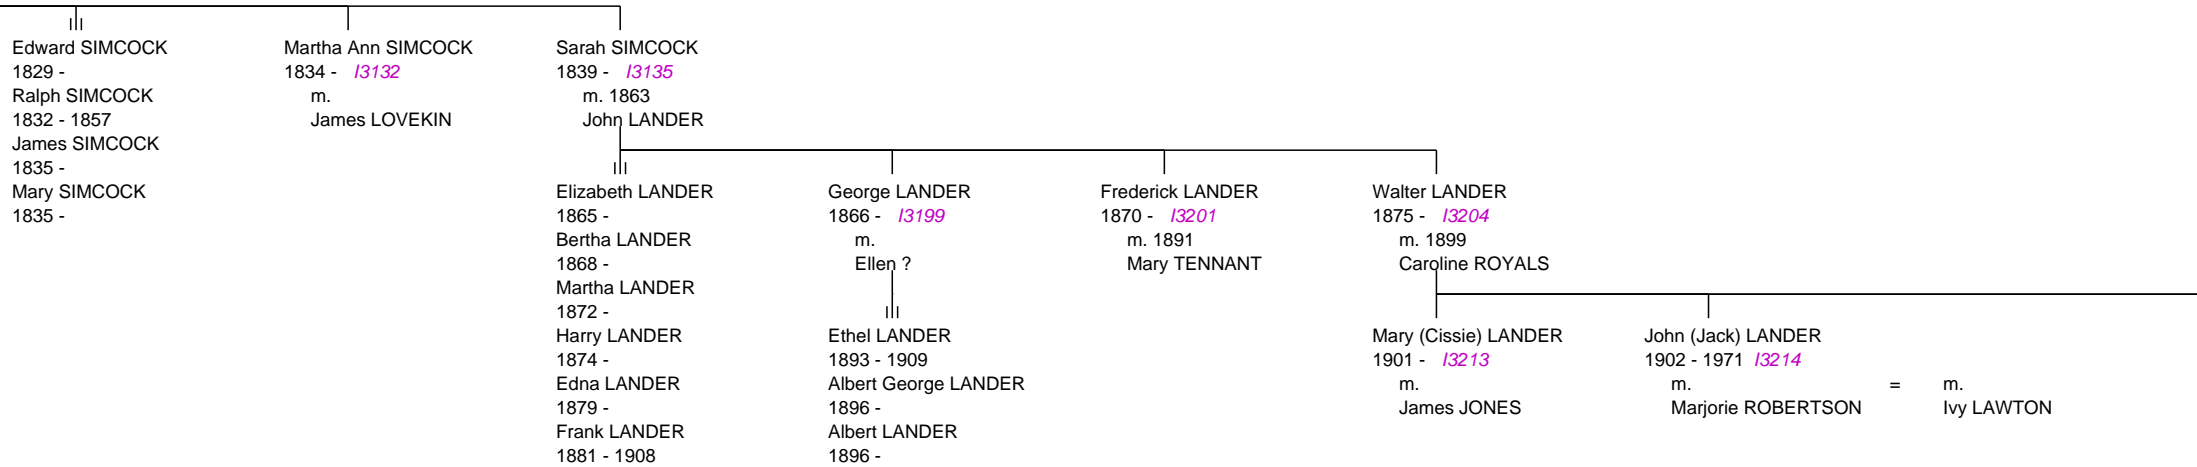 Edward SIMCOCK
1829 -
Ralph SIMCOCK
1832 - 1857
James SIMCOCK
1835 -
Mary SIMCOCK
1835 -
Martha Ann SIMCOCK
1834 - I3132
m.
James LOVEKIN
Sarah SIMCOCK
1839 - I3135
m. 1863
John LANDER
Elizabeth LANDER
1865 -
Bertha LANDER
1868 -
Martha LANDER
1872 -
Harry LANDER
1874 -
Edna LANDER
1879 -
Frank LANDER
1881 - 1908
George LANDER
1866 - I3199
m.
Ellen ?
Ethel LANDER
1893 - 1909
Albert George LANDER
1896 -
Albert LANDER
1896 -
Frederick LANDER
1870 - I3201
m. 1891
Mary TENNANT
Walter LANDER
1875 - I3204
m. 1899
Caroline ROYALS
Mary (Cissie) LANDER
1901 - I3213
m.
James JONES
John (Jack) LANDER
1902 - 1971 I3214
m. = m.
Marjorie ROBERTSON Ivy LAWTON